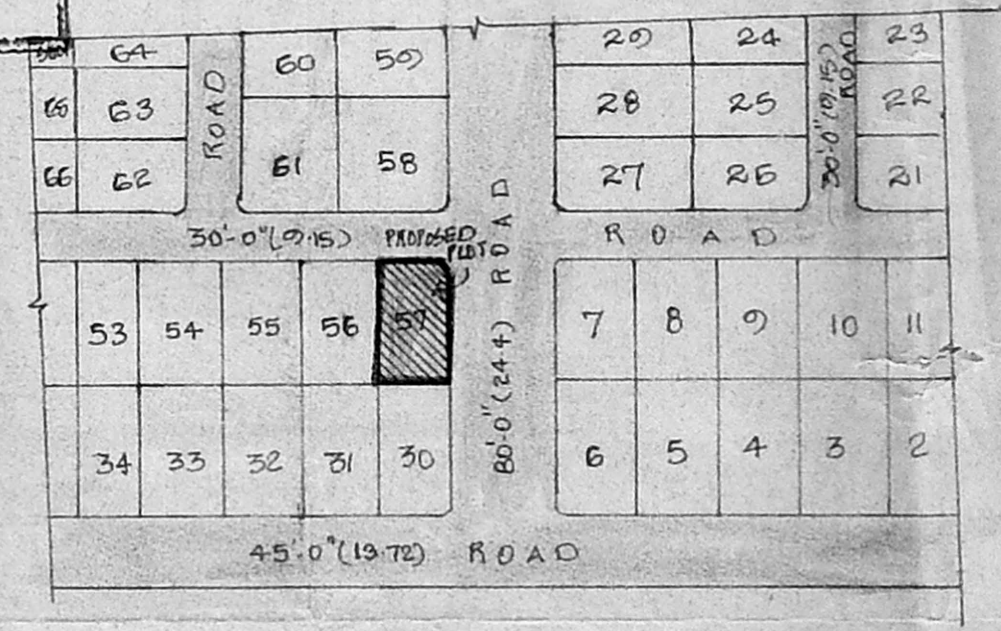 64 60 59 29 24 23
65 63 28 25 22
66 62 61 58 27 26 21
ROAD
30'-0"(9.15) ROAD
30'-0"(9.15) PROPOSED
PLOT
ROAD
53 54 55 56 57 7 8 9 10 11
80'-0"(24.4) ROAD
34 33 32 31 30 6 5 4 3 2
45'-0"(13.72) ROAD